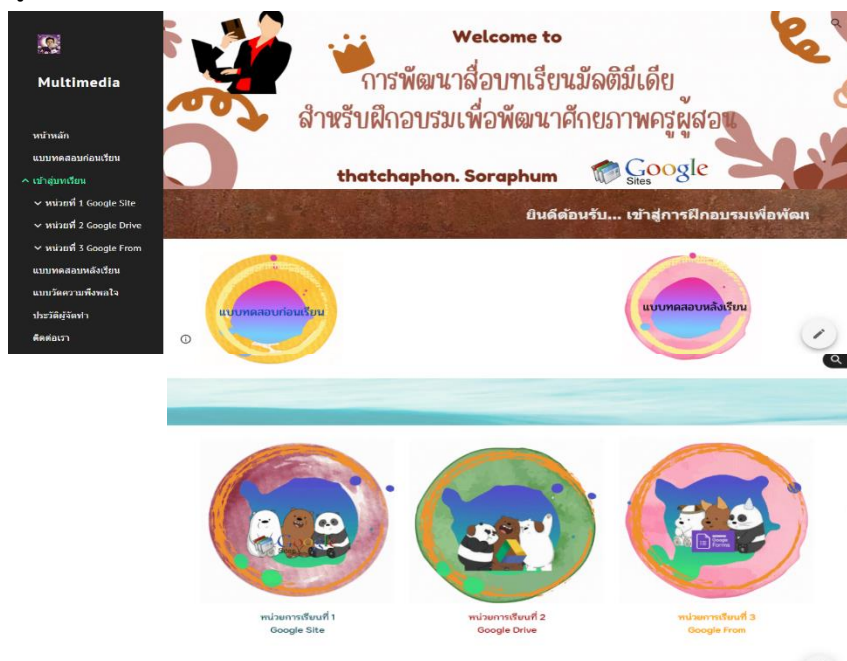 Multimedia
หน้าหลัก
แบบทดสอบก่อนเรียน
เข้าสู่บทเรียน
หน่วยที่ 1 Google Site
หน่วยที่ 2 Google Drive
หน่วยที่ 3 Google From
แบบทดสอบหลังเรียน
แบบวัดความพึงพอใจ
ประวัติผู้จัดทำ
ติดต่อเรา
Welcome to
การพัฒนาสื่อบทเรียนมัลติมีเดีย
สำหรับฝึกอบรมเพื่อพัฒนาศักยภาพครูผู้สอน
thatchaphon. Soraphum
Google
Sites
ยินดีต้อนรับ... เข้าสู่การฝึกอบรมเพื่อพัฒน
แบบทดสอบก่อนเรียน
แบบทดสอบหลังเรียน
Google
Forms
หน่วยการเรียนที่ 1
Google Site
หน่วยการเรียนที่ 2
Google Drive
หน่วยการเรียนที่ 3
Google From